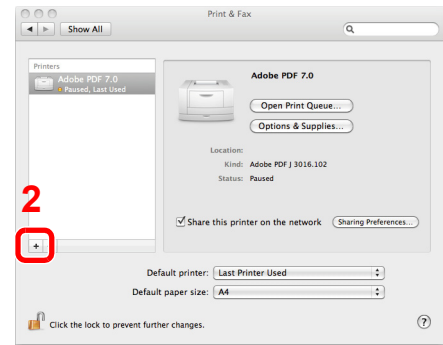 Print & Fax
Show All
Printers
Adobe PDF 7.0
Paused, Last Used
Adobe PDF 7.0
Open Print Queue...
Options & Supplies...
Location:
Kind: Adobe PDF J 3016.102
Status: Paused
2
Share this printer on the network Sharing Preferences...
+
Default printer: Last Printer Used
Default paper size: A4
Click the lock to prevent further changes.
?